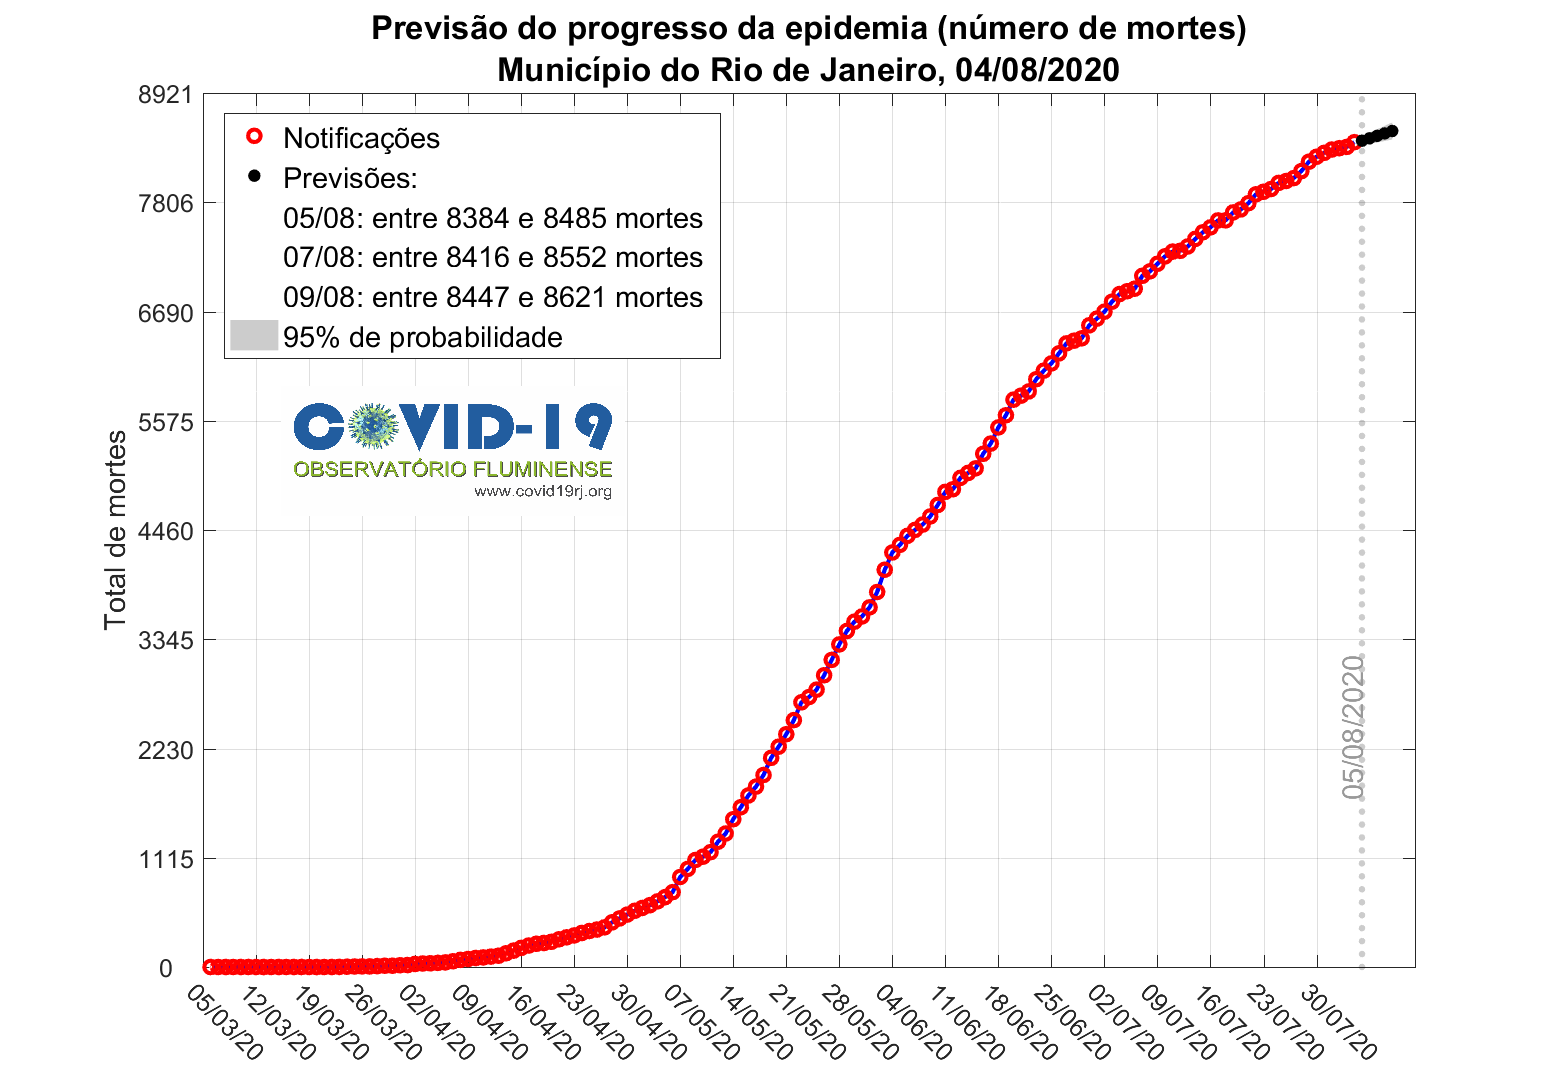 Previsão do progresso da epidemia (número de mortes)
Município do Rio de Janeiro, 04/08/2020
8921
7806
6690
5575
4460
3345
2230
1115
0
Total de mortes
Notificações
Previsões:
05/08: entre 8384 e 8485 mortes
07/08: entre 8416 e 8552 mortes
09/08: entre 8447 e 8621 mortes
95% de probabilidade
COVID-19
OBSERVATÓRIO FLUMINENSE
www.covid19rj.org
05/08/2020
05/03/20
12/03/20
19/03/20
26/03/20
02/04/20
09/04/20
16/04/20
23/04/20
30/04/20
07/05/20
14/05/20
21/05/20
28/05/20
04/06/20
11/06/20
18/06/20
25/06/20
02/07/20
09/07/20
16/07/20
23/07/20
30/07/20